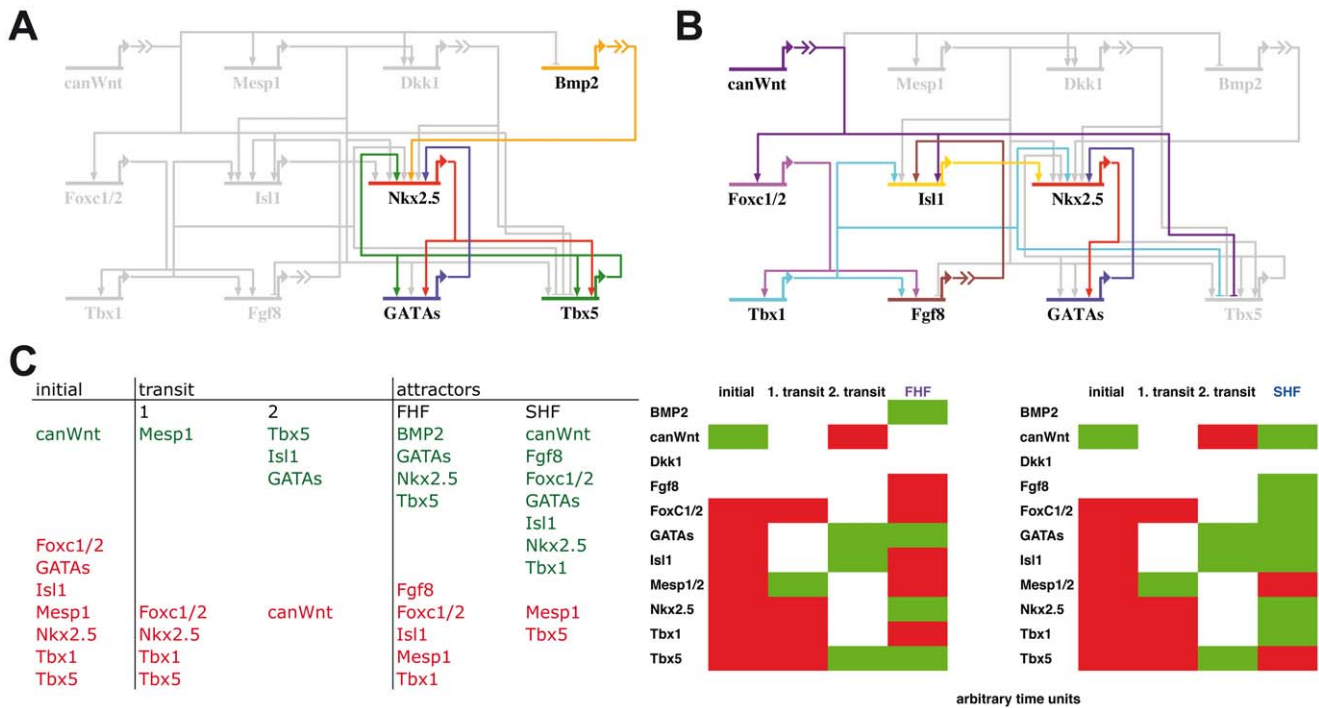 A
B
canWnt
Mesp1
Dkk1
Bmp2
canWnt
Mesp1
Dkk1
Bmp2
Foxc1/2
Isl1
Nkx2.5
Foxc1/2
Isl1
Nkx2.5
Tbx1
Fgf8
GATAs
Tbx5
Tbx1
Fgf8
GATAs
Tbx5
C
initial transit attractors
1 2 FHF SHF
canWnt Mesp1 Tbx5 BMP2 canWnt
Isl1 GATAs Fgf8
GATAs Nkx2.5 Foxc1/2
Tbx5 GATAs
Isl1
Foxc1/2 Nkx2.5
GATAs Tbx1
Isl1 Fgf8
Mesp1 Foxc1/2 canWnt Foxc1/2 Mesp1
Nkx2.5 Nkx2.5 Isl1 Tbx5
Tbx1 Tbx1 Mesp1
Tbx5 Tbx5 Tbx1
initial 1. transit 2. transit FHF
BMP2
canWnt
Dkk1
Fgf8
FoxC1/2
GATAs
Isl1
Mesp1/2
Nkx2.5
Tbx1
Tbx5
initial 1. transit 2. transit SHF
BMP2
canWnt
Dkk1
Fgf8
FoxC1/2
GATAs
Isl1
Mesp1/2
Nkx2.5
Tbx1
Tbx5
arbitrary time units